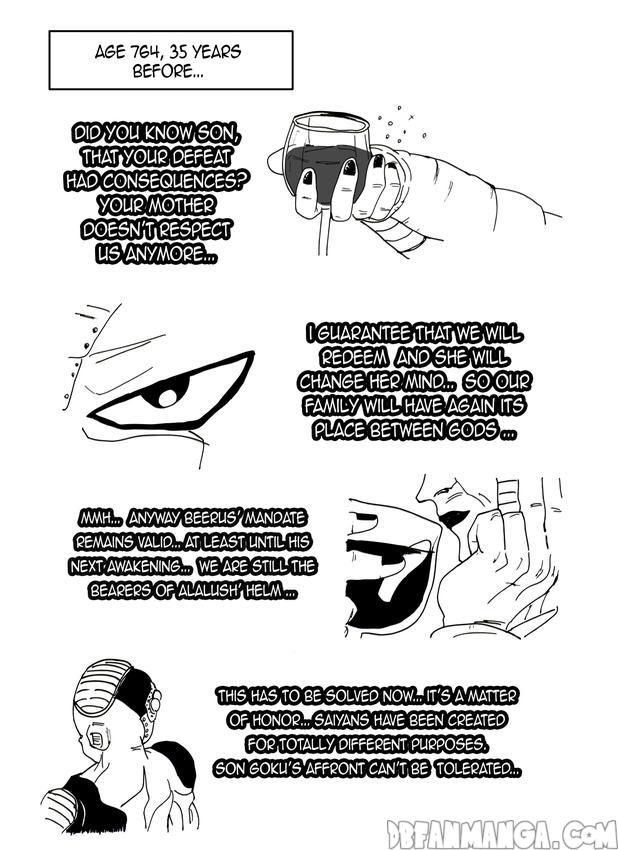 AGE 764, 35 YEARS
BEFORE...
DID YOU KNOW SON,
THAT YOUR DEFEAT
HAD CONSEQUENCES?
YOUR MOTHER
DOESN'T RESPECT
US ANYMORE...
I GUARANTEE THAT WE WILL
REDEEM AND SHE WILL
CHANGE HER MIND... SO OUR
FAMILY WILL HAVE AGAIN ITS
PLACE BETWEEN GODS ...
MMH... ANYWAY BEERUS' MANDATE
REMAINS VALID... AT LEAST UNTIL HIS
NEXT AWAKENING... WE ARE STILL THE
BEARERS OF ALALUSH' HELM ...
THIS HAS TO BE SOLVED NOW... IT'S A MATTER
OF HONOR... SAIYANS HAVE BEEN CREATED
FOR TOTALLY DIFFERENT PURPOSES.
SON GOKU'S AFFRONT CAN'T BE TOLERATED...
DBFANMANGA.COM